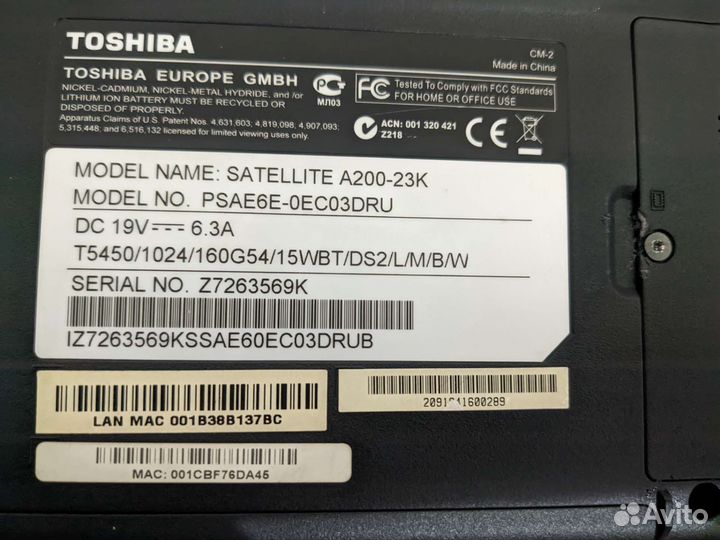 TOSHIBA
CM-2
Made in China
TOSHIBA EUROPE GMBH
NICKEL-CADMIUM, NICKEL-METAL HYDRIDE, and /or
LITHIUM ION BATTERY MUST BE RECYCLED OR
DISPOSED OF PROPERLY.
Apparatus Claims of U.S. Patent Nos. 4,631,603; 4,819,098; 4,907,093;
5,315,448; and 6,516,132 licensed for limited viewing uses only.
МЛ03
FC Tested To Comply with FCC Standards
FOR HOME OR OFFICE USE
ACN: 001 320 421
Z218
CE
MODEL NAME: SATELLITE A200-23K
MODEL NO. PSAE6E-0EC03DRU
DC 19V 6.3A
T5450/1024/160G54/15WBT/DS2/L/M/B/W
SERIAL NO. Z7263569K
IZ7263569KSSAE60EC03DRUB
LAN MAC 001B38B137BC
MAC: 001CBF76DA45
Avito